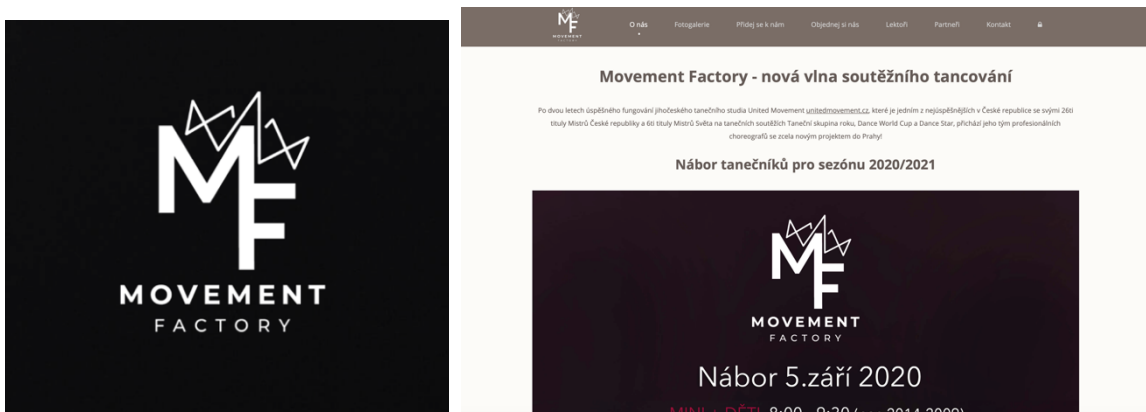 MF
MOVEMENT
FACTORY
MF
MOVEMENT
O nás
Fotogalerie
Přidej se k nám
Objednej si nás
Lektoři
Partneři
Kontakt
Movement Factory - nová vlna soutěžního tancování
Po dvou letech úspěšného fungování jihočeského tanečního studia United Movement unitedmovement.cz, které je jedním z nejúspěšnějších v České republice se svými 26ti
tituly Mistrů České republiky a 6ti tituly Mistrů Světa na tanečních soutěžích Taneční skupina roku, Dance World Cup a Dance Star, přichází jeho tým profesionálních
choreografů se zcela novým projektem do Prahy!
Nábor tanečníků pro sezónu 2020/2021
MF
MOVEMENT
FACTORY
Nábor 5.září 2020